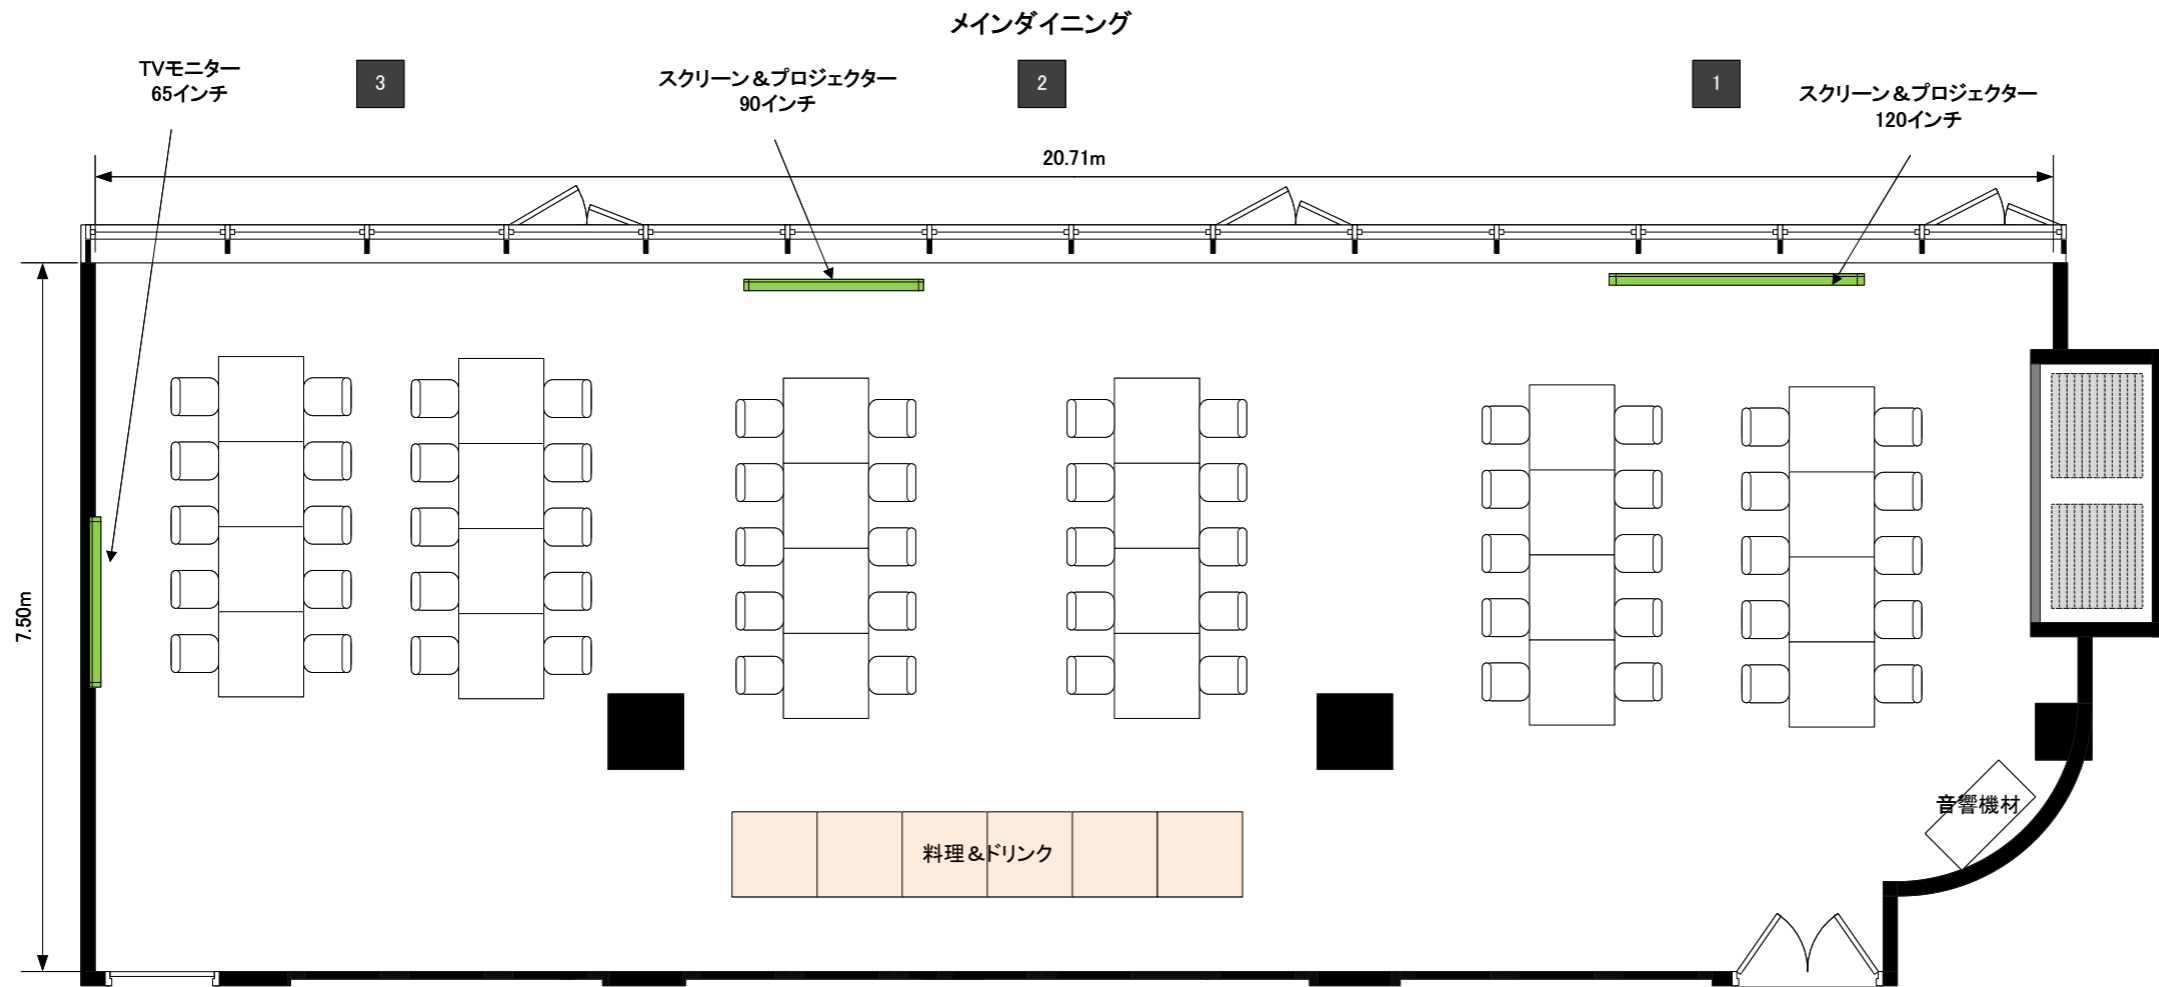 メインダイニング
TVモニター
65インチ
3
スクリーン&プロジェクター
90インチ
2
1
スクリーン&プロジェクター
120インチ
20.71m
7.50m
音響機材
料理&ドリンク